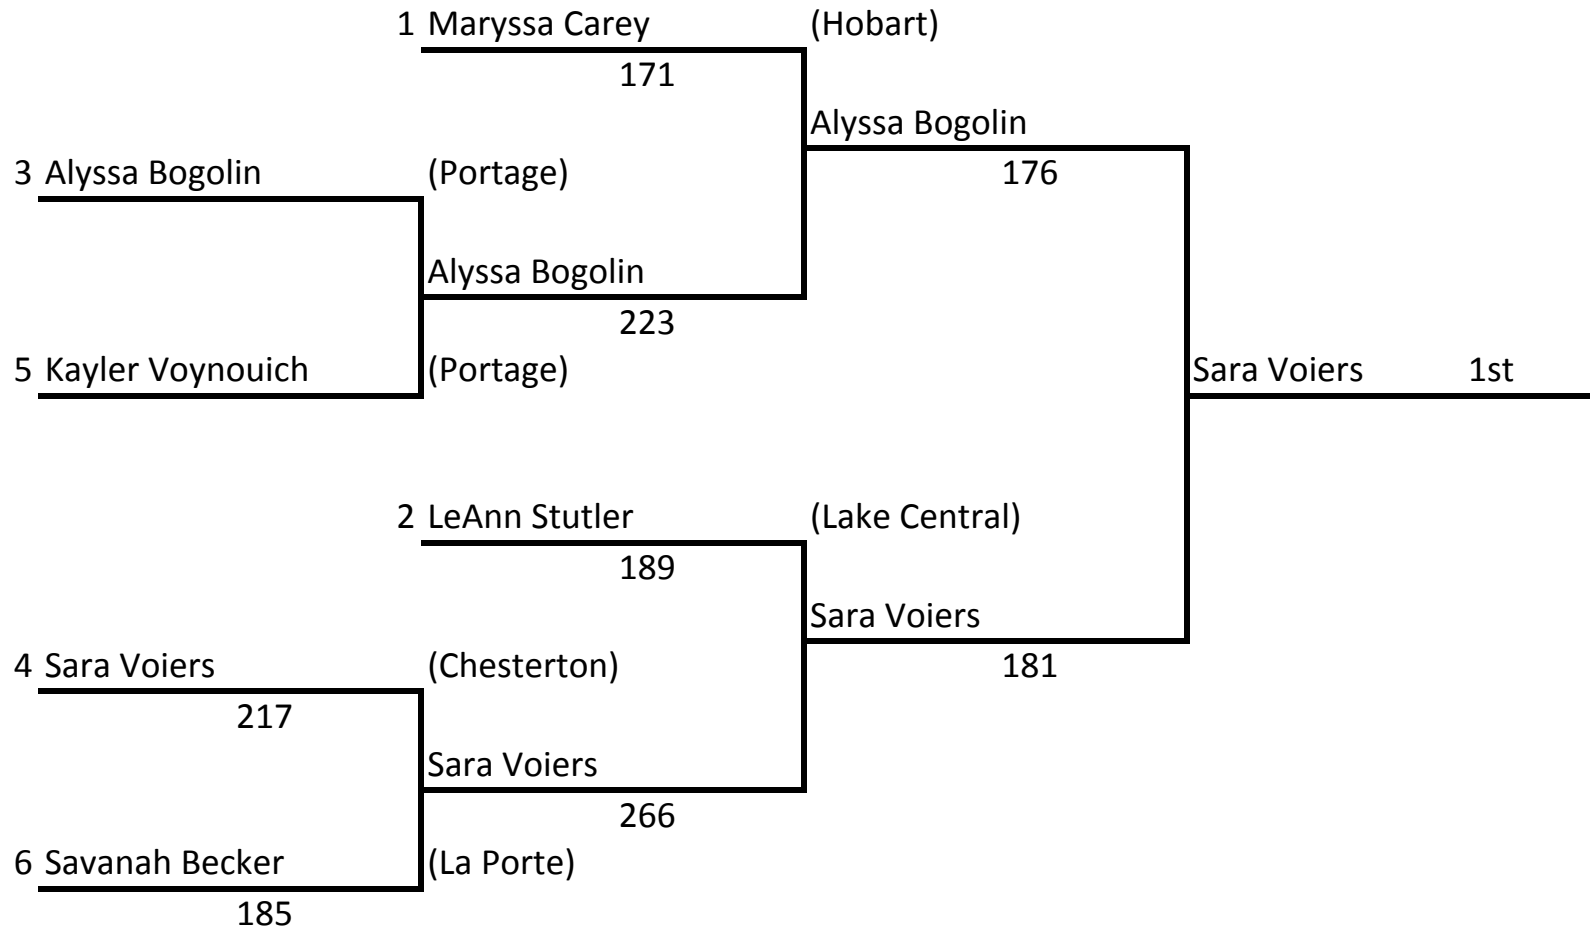 1 Maryssa Carey (Hobart)
171
Alyssa Bogolin
3 Alyssa Bogolin (Portage) 176
Alyssa Bogolin
223
5 Kayler Voynouich (Portage) Sara Voiers 1st
2 LeAnn Stutler (Lake Central)
189
Sara Voiers
4 Sara Voiers (Chesterton) 181
217
Sara Voiers
266
6 Savanah Becker (La Porte)
185